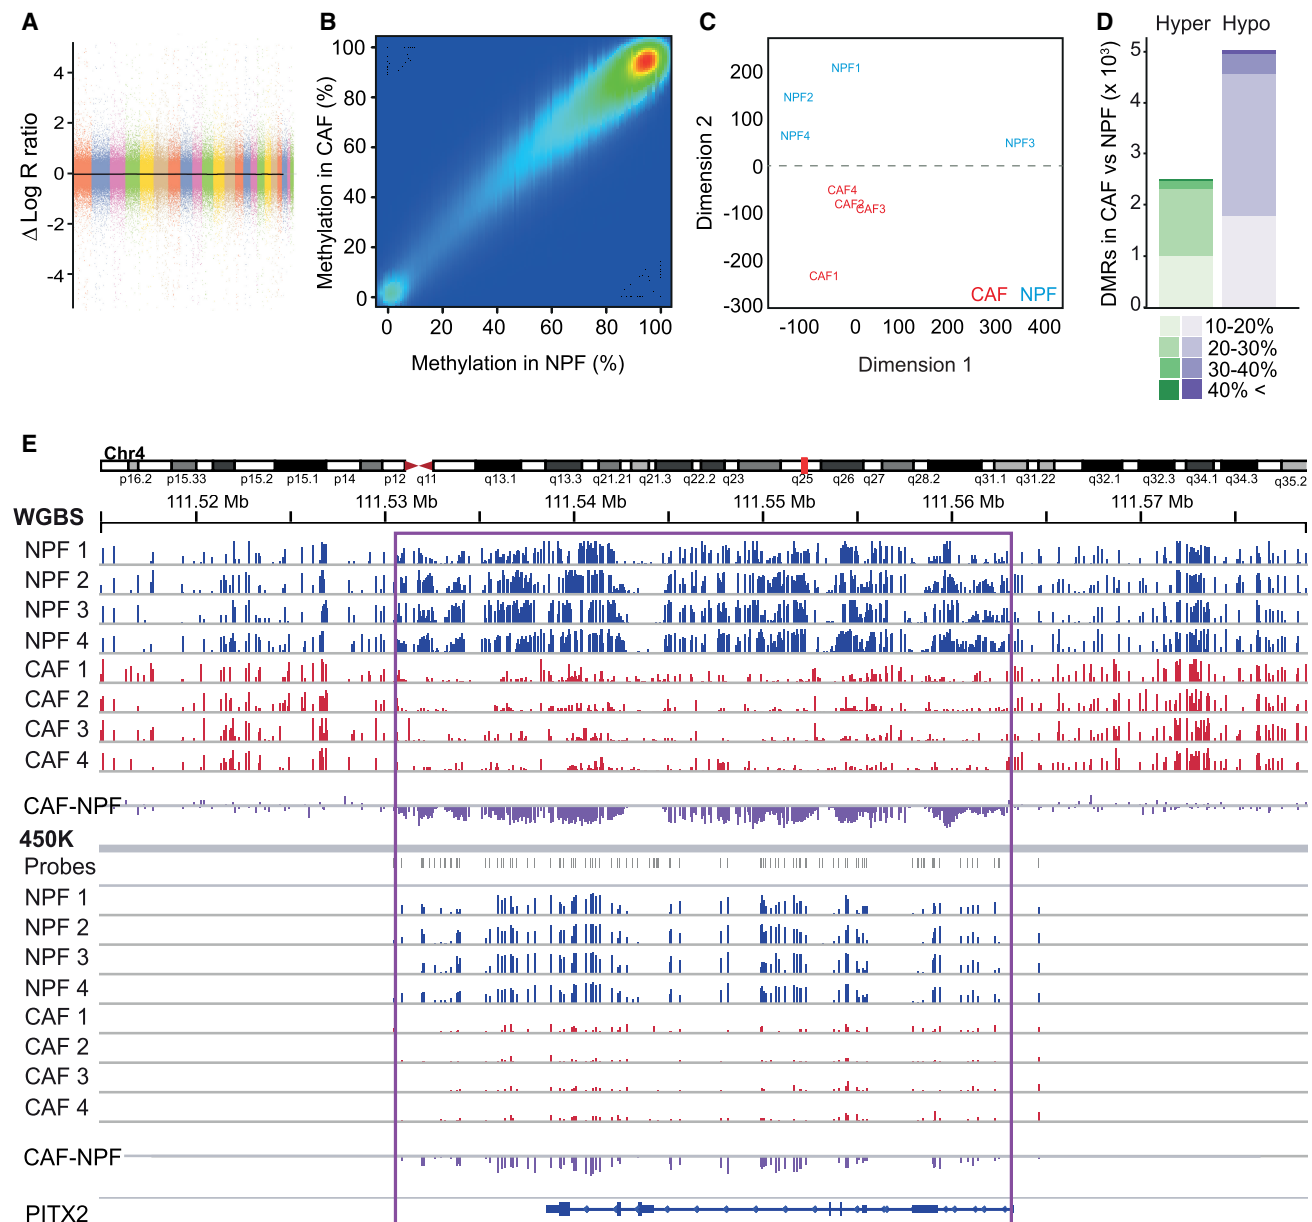 A
Δ Log R ratio
4
2
0
-2
-4
B
Methylation in CAF (%)
100
80
60
40
20
0
0 20 40 60 80 100
Methylation in NPF (%)
C
Dimension 2
200
100
0
-100
-200
-300
NPF1
NPF2
NPF4
NPF3
CAF4
CAF2
CAF3
CAF1
CAF NPF
-100 0 100 200 300 400
Dimension 1
D
Hyper Hypo
DMRs in CAF vs NPF (x 10³)
5
4
3
2
1
0
10-20%
20-30%
30-40%
40% <
E
Chr4
p16.2 p15.33 p15.2 p15.1 p14 p12 q11 q13.1 q13.3 q21.21 q21.3 q22.2 q23 q25 q26 q27 q28.2 q31.1 q31.22 q32.1 q32.3 q34.1 q34.3 q35.2
111.52 Mb 111.53 Mb 111.54 Mb 111.55 Mb 111.56 Mb 111.57 Mb
WGBS
NPF 1
NPF 2
NPF 3
NPF 4
CAF 1
CAF 2
CAF 3
CAF 4
CAF-NPF
450K
Probes
NPF 1
NPF 2
NPF 3
NPF 4
CAF 1
CAF 2
CAF 3
CAF 4
CAF-NPF
PITX2